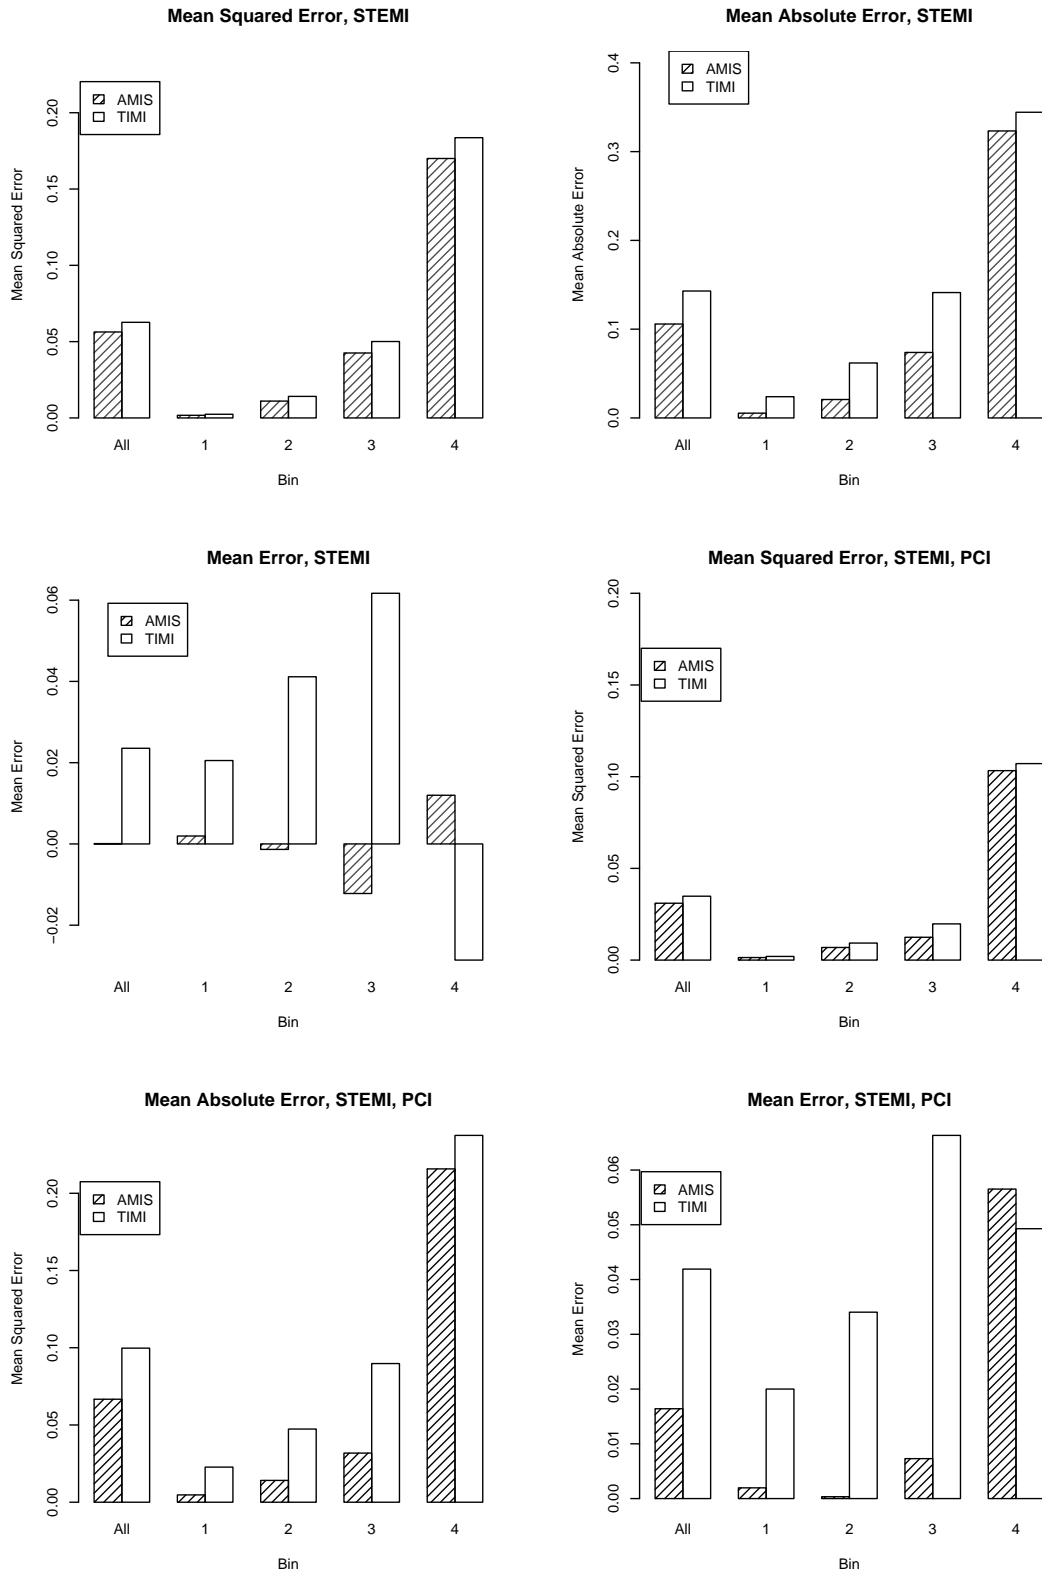 Mean Squared Error, STEMI
Mean Squared Error
0.00 0.05 0.10 0.15 0.20
AMIS
TIMI
All 1 2 3 4
Bin
Mean Absolute Error, STEMI
Mean Absolute Error
0.0 0.1 0.2 0.3 0.4
AMIS
TIMI
All 1 2 3 4
Bin
Mean Error, STEMI
Mean Error
−0.02 0.00 0.02 0.04 0.06
AMIS
TIMI
All 1 2 3 4
Bin
Mean Squared Error, STEMI, PCI
Mean Squared Error
0.00 0.05 0.10 0.15 0.20
AMIS
TIMI
All 1 2 3 4
Bin
Mean Absolute Error, STEMI, PCI
Mean Squared Error
0.00 0.05 0.10 0.15 0.20
AMIS
TIMI
All 1 2 3 4
Bin
Mean Error, STEMI, PCI
Mean Error
0.00 0.01 0.02 0.03 0.04 0.05 0.06
AMIS
TIMI
All 1 2 3 4
Bin